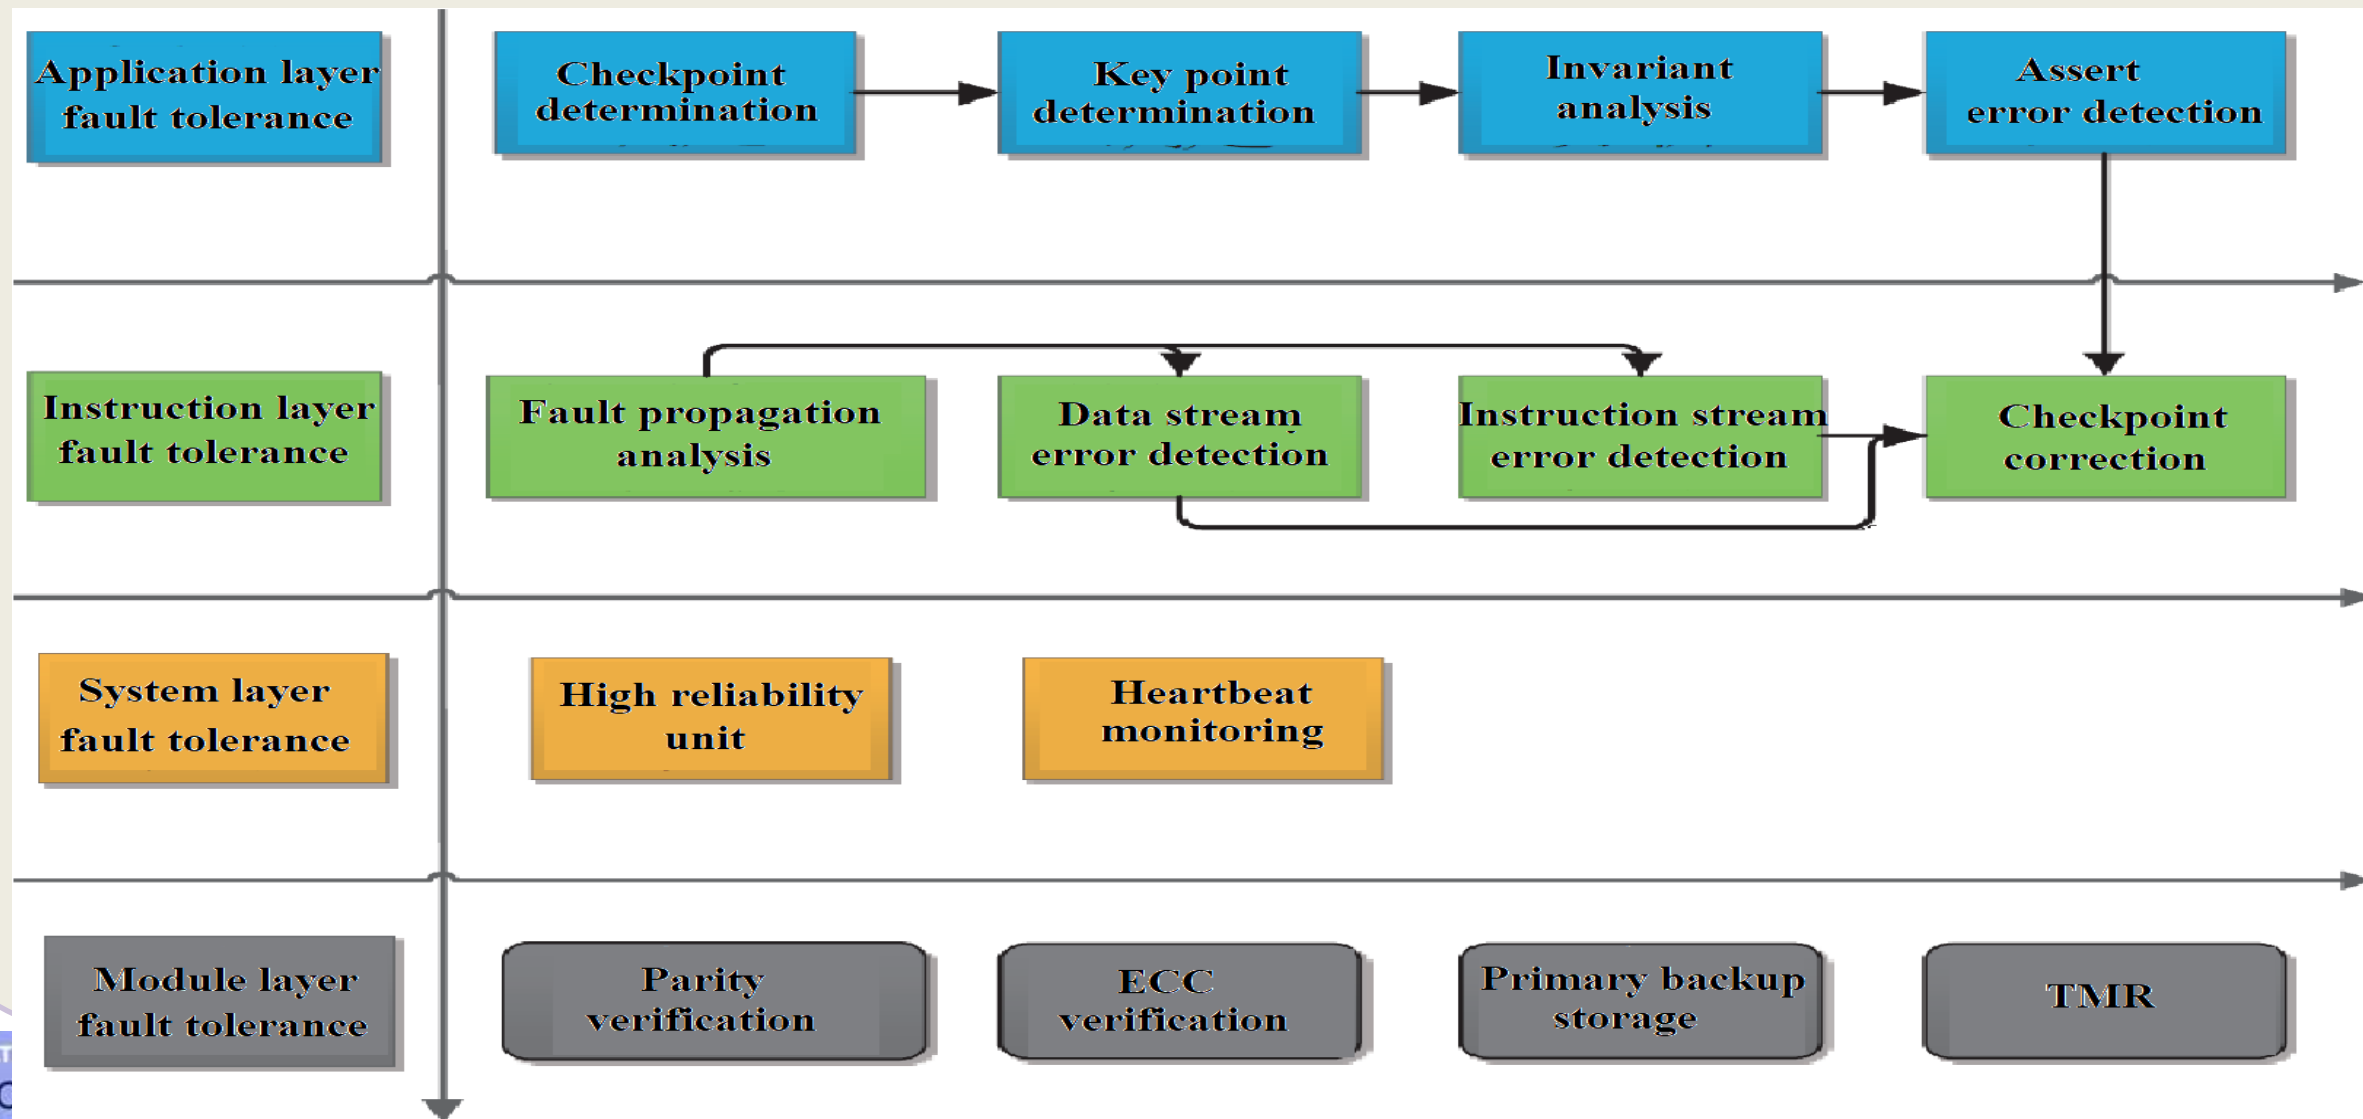 Application layer
fault tolerance
Checkpoint
determination
Key point
determination
Invariant
analysis
Assert
error detection
Instruction layer
fault tolerance
Fault propagation
analysis
Data stream
error detection
Instruction stream
error detection
Checkpoint
correction
System layer
fault tolerance
High reliability
unit
Heartbeat
monitoring
Module layer
fault tolerance
Parity
verification
ECC
verification
Primary backup
storage
TMR